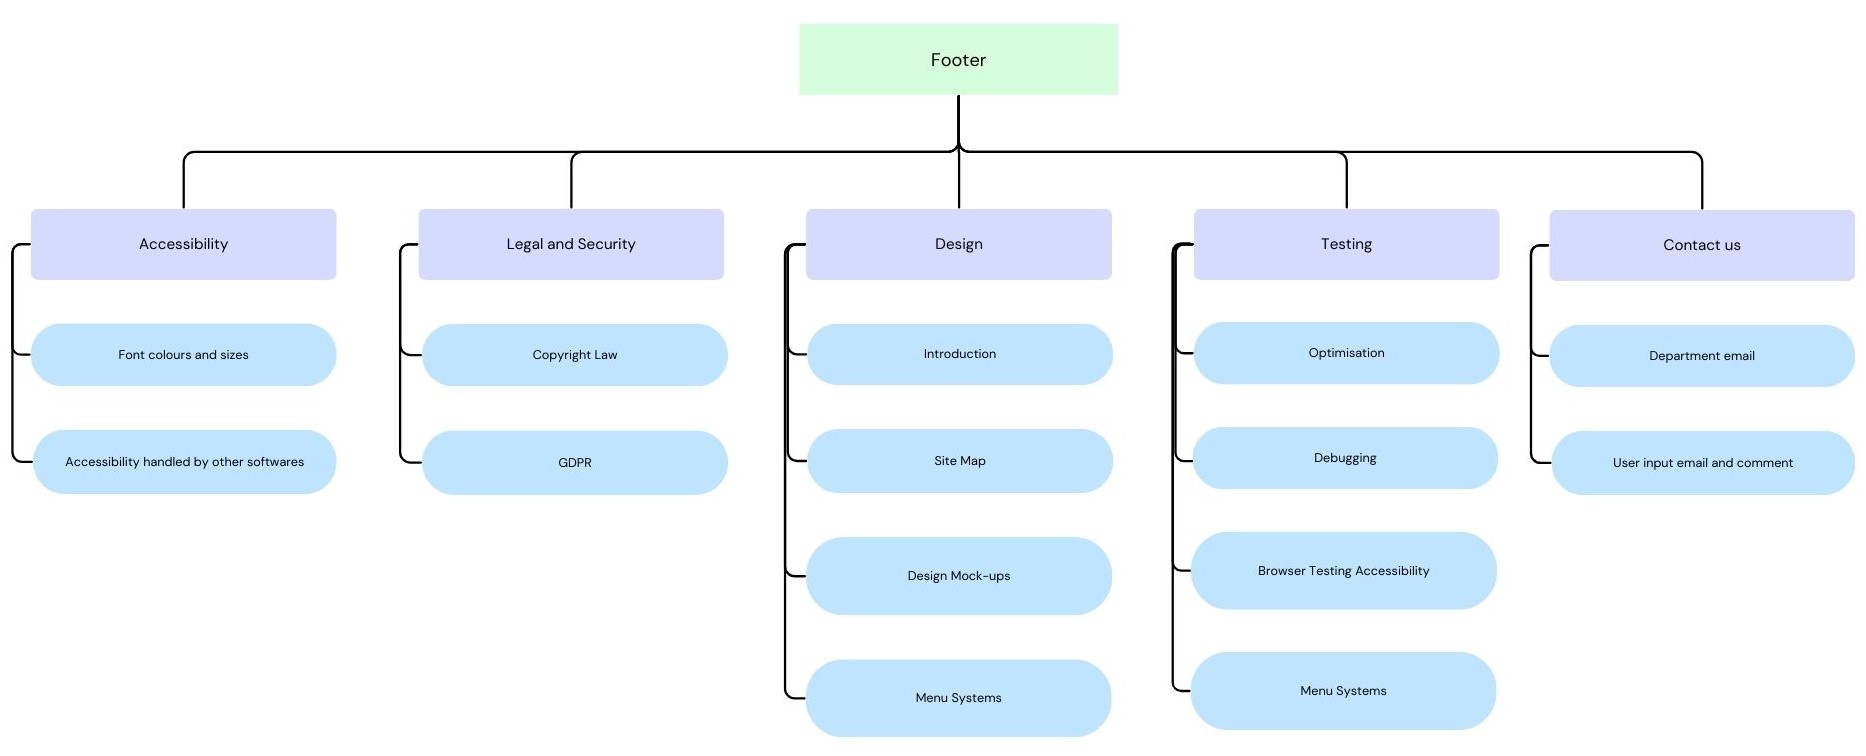 Footer
Accessibility
Font colours and sizes
Accessibility handled by other softwares
Legal and Security
Copyright Law
GDPR
Design
Introduction
Site Map
Design Mock-ups
Menu Systems
Testing
Optimisation
Debugging
Browser Testing Accessibility
Menu Systems
Contact us
Department email
User input email and comment